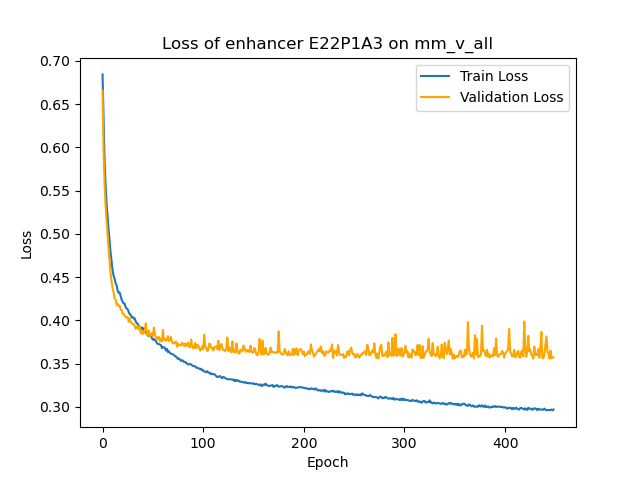 Loss of enhancer E22P1A3 on mm_v_all
Train Loss
Validation Loss
Loss
0.70
0.65
0.60
0.55
0.50
0.45
0.40
0.35
0.30
0
100
200
300
400
Epoch